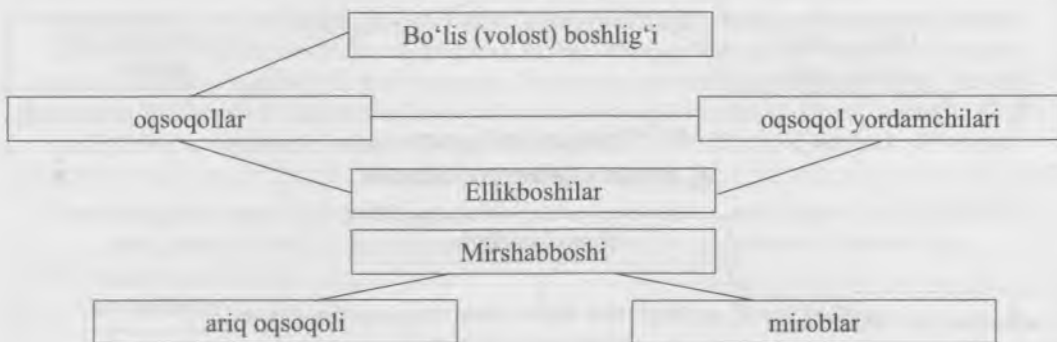 Bo‘lis (volost) boshlig‘i
oqsoqollar
oqsoqol yordamchilari
Ellikboshilar
Mirshabboshi
ariq oqsoqoli
miroblar